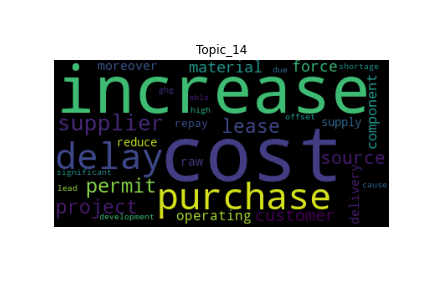 Topic_14
moreover material due force shortage
increase
ghg able
high
component
supplier repay lease offset supply
delay cost
reduce
raw source
significant
lead permit purchase delivery cause
project
development operating customer